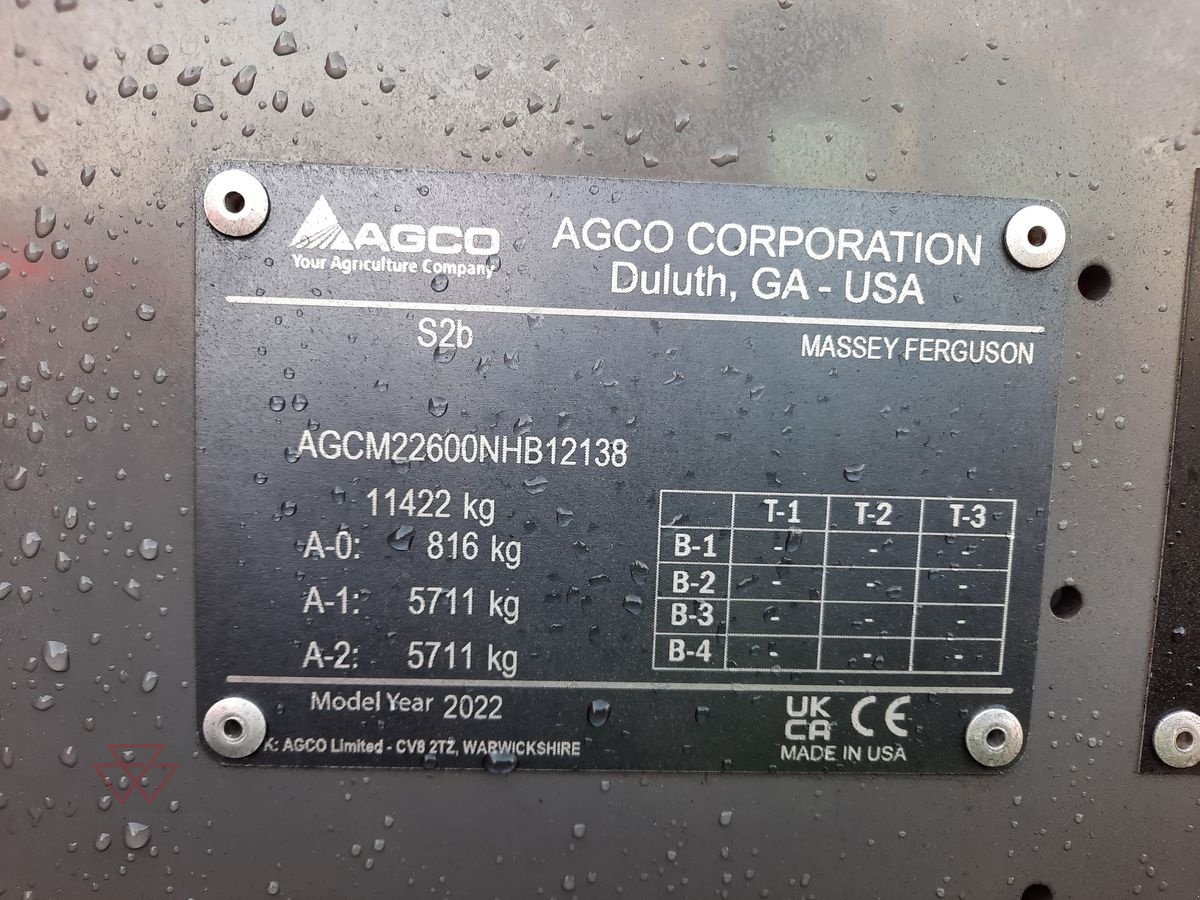 AGCO
Your Agriculture Company
AGCO CORPORATION
Duluth, GA - USA
S2b
MASSEY FERGUSON
AGCM22600NHB12138
11422 kg
A-0: 816 kg
A-1: 5711 kg
A-2: 5711 kg
T-1 T-2 T-3
B-1 - - -
B-2 - - -
B-3 - - -
B-4 - - -
Model Year 2022
K: AGCO Limited - CV8 2TZ, WARWICKSHIRE
UK
CA CE
MADE IN USA